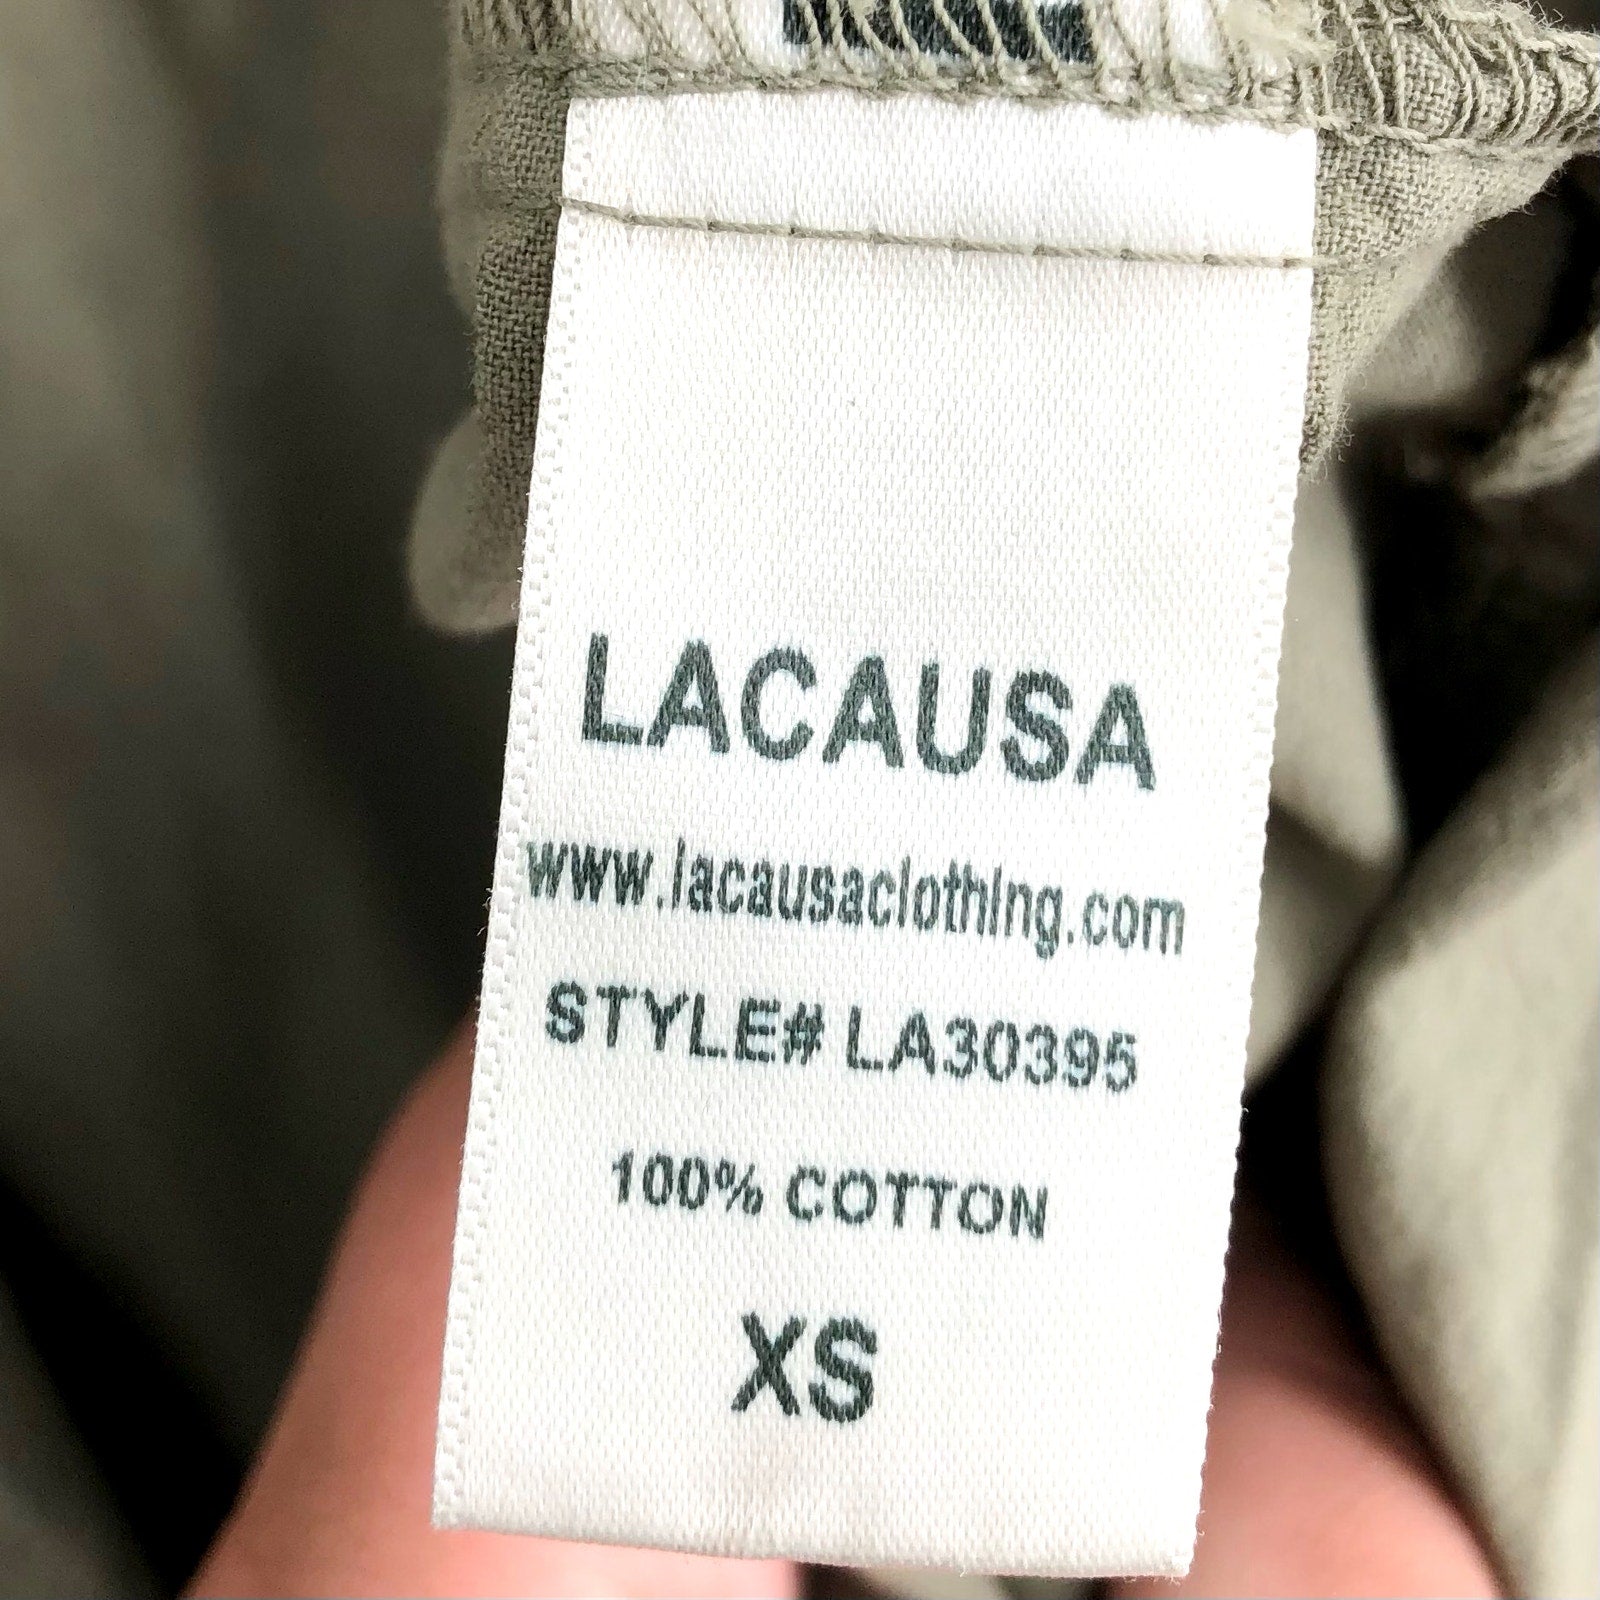 LACAUSA
www.lacausaclothing.com
STYLE# LA30395
100% COTTON
XS